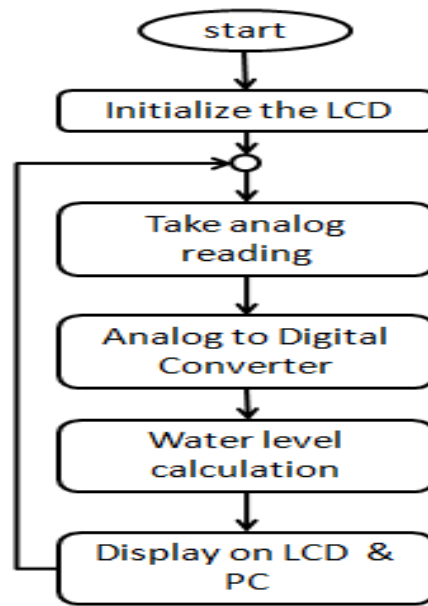 start
Initialize the LCD
Take analog
reading
Analog to Digital
Converter
Water level
calculation
Display on LCD &
PC